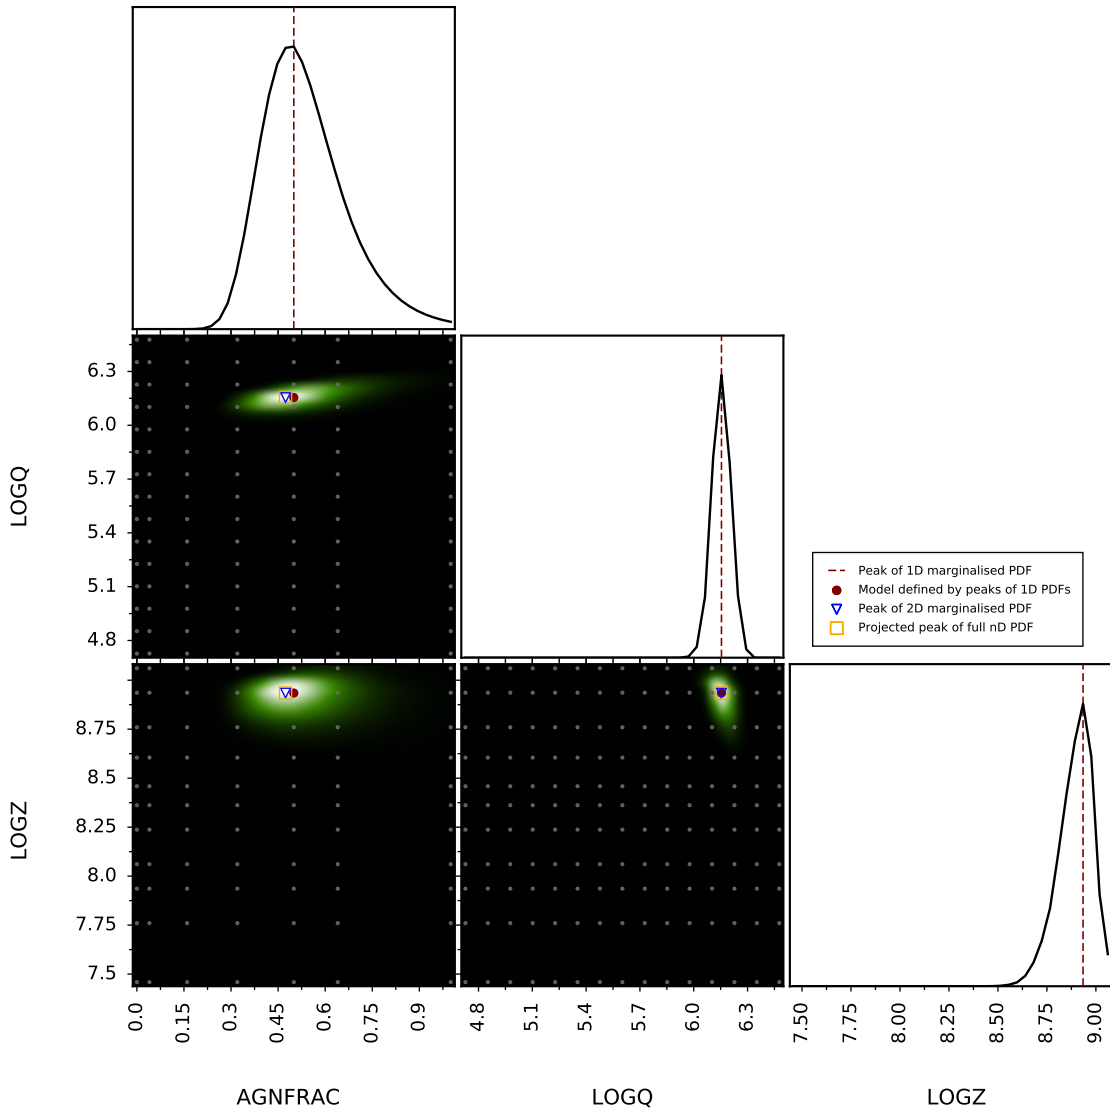 6.3
6.0
5.7
5.4
5.1
4.8
LOGQ
Peak of 1D marginalised PDF
Model defined by peaks of 1D PDFs
Peak of 2D marginalised PDF
Projected peak of full nD PDF
8.75
8.5
8.25
8.0
7.75
7.5
LOGZ
0.0 0.15 0.3 0.45 0.6 0.75 0.9
4.8 5.1 5.4 5.7 6.0 6.3
7.50 7.75 8.00 8.25 8.50 8.75 9.00
AGNFRAC LOGQ LOGZ